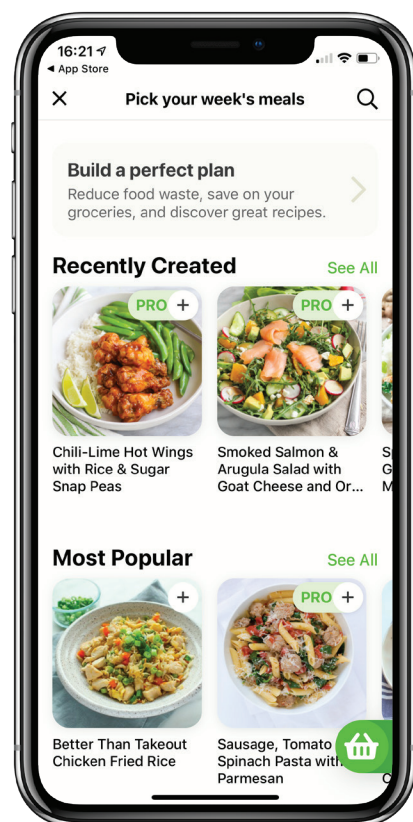 16:21
App Store
Pick your week's meals
Build a perfect plan
Reduce food waste, save on your
groceries, and discover great recipes.
Recently Created
See All
PRO +
PRO +
Chili-Lime Hot Wings
with Rice & Sugar
Snap Peas
Smoked Salmon &
Arugula Salad with
Goat Cheese and Or...
Most Popular
See All
+
PRO +
Better Than Takeout
Chicken Fried Rice
Sausage, Tomato
Spinach Pasta with
Parmesan